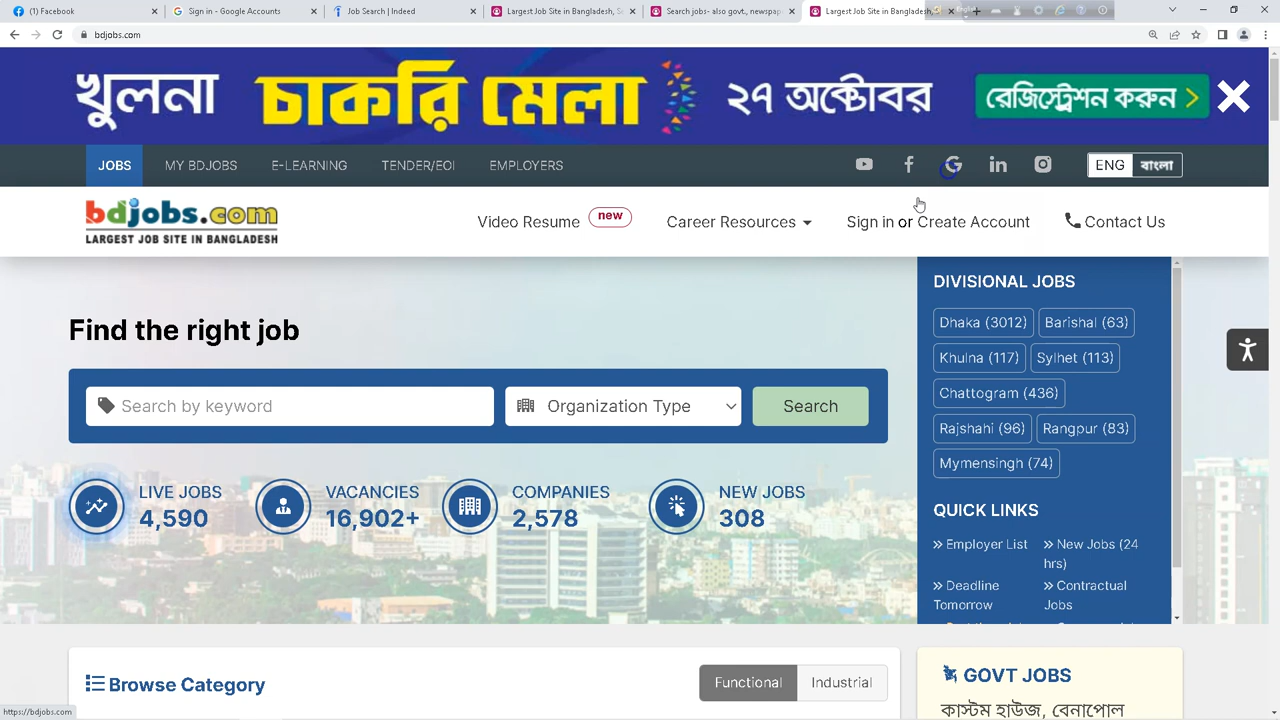 (1) Facebook
Sign in - Google Accounts
Job Search | Indeed
Largest Job Site in Bangladesh, Se
Search jobs- also govt., newspap
Largest Job Site in Bangladesh,
bdjobs.com
খুলনা চাকরি মেলা ২৭ অক্টোবর রেজিস্ট্রেশন করুন
JOBS MY BDJOBS E-LEARNING TENDER/EOI EMPLOYERS ENG বাংলা
bdjobs.com
LARGEST JOB SITE IN BANGLADESH
Video Resume new Career Resources Sign in or Create Account Contact Us
Find the right job
Search by keyword Organization Type Search
LIVE JOBS
4,590
VACANCIES
16,902+
COMPANIES
2,578
NEW JOBS
308
DIVISIONAL JOBS
Dhaka (3012) Barishal (63)
Khulna (117) Sylhet (113)
Chattogram (436)
Rajshahi (96) Rangpur (83)
Mymensingh (74)
QUICK LINKS
Employer List
New Jobs (24
hrs)
Deadline
Tomorrow
Contractual
Jobs
Browse Category Functional Industrial
GOVT JOBS
কাস্টম হাউজ, বেনাপোল
https://bdjobs.com